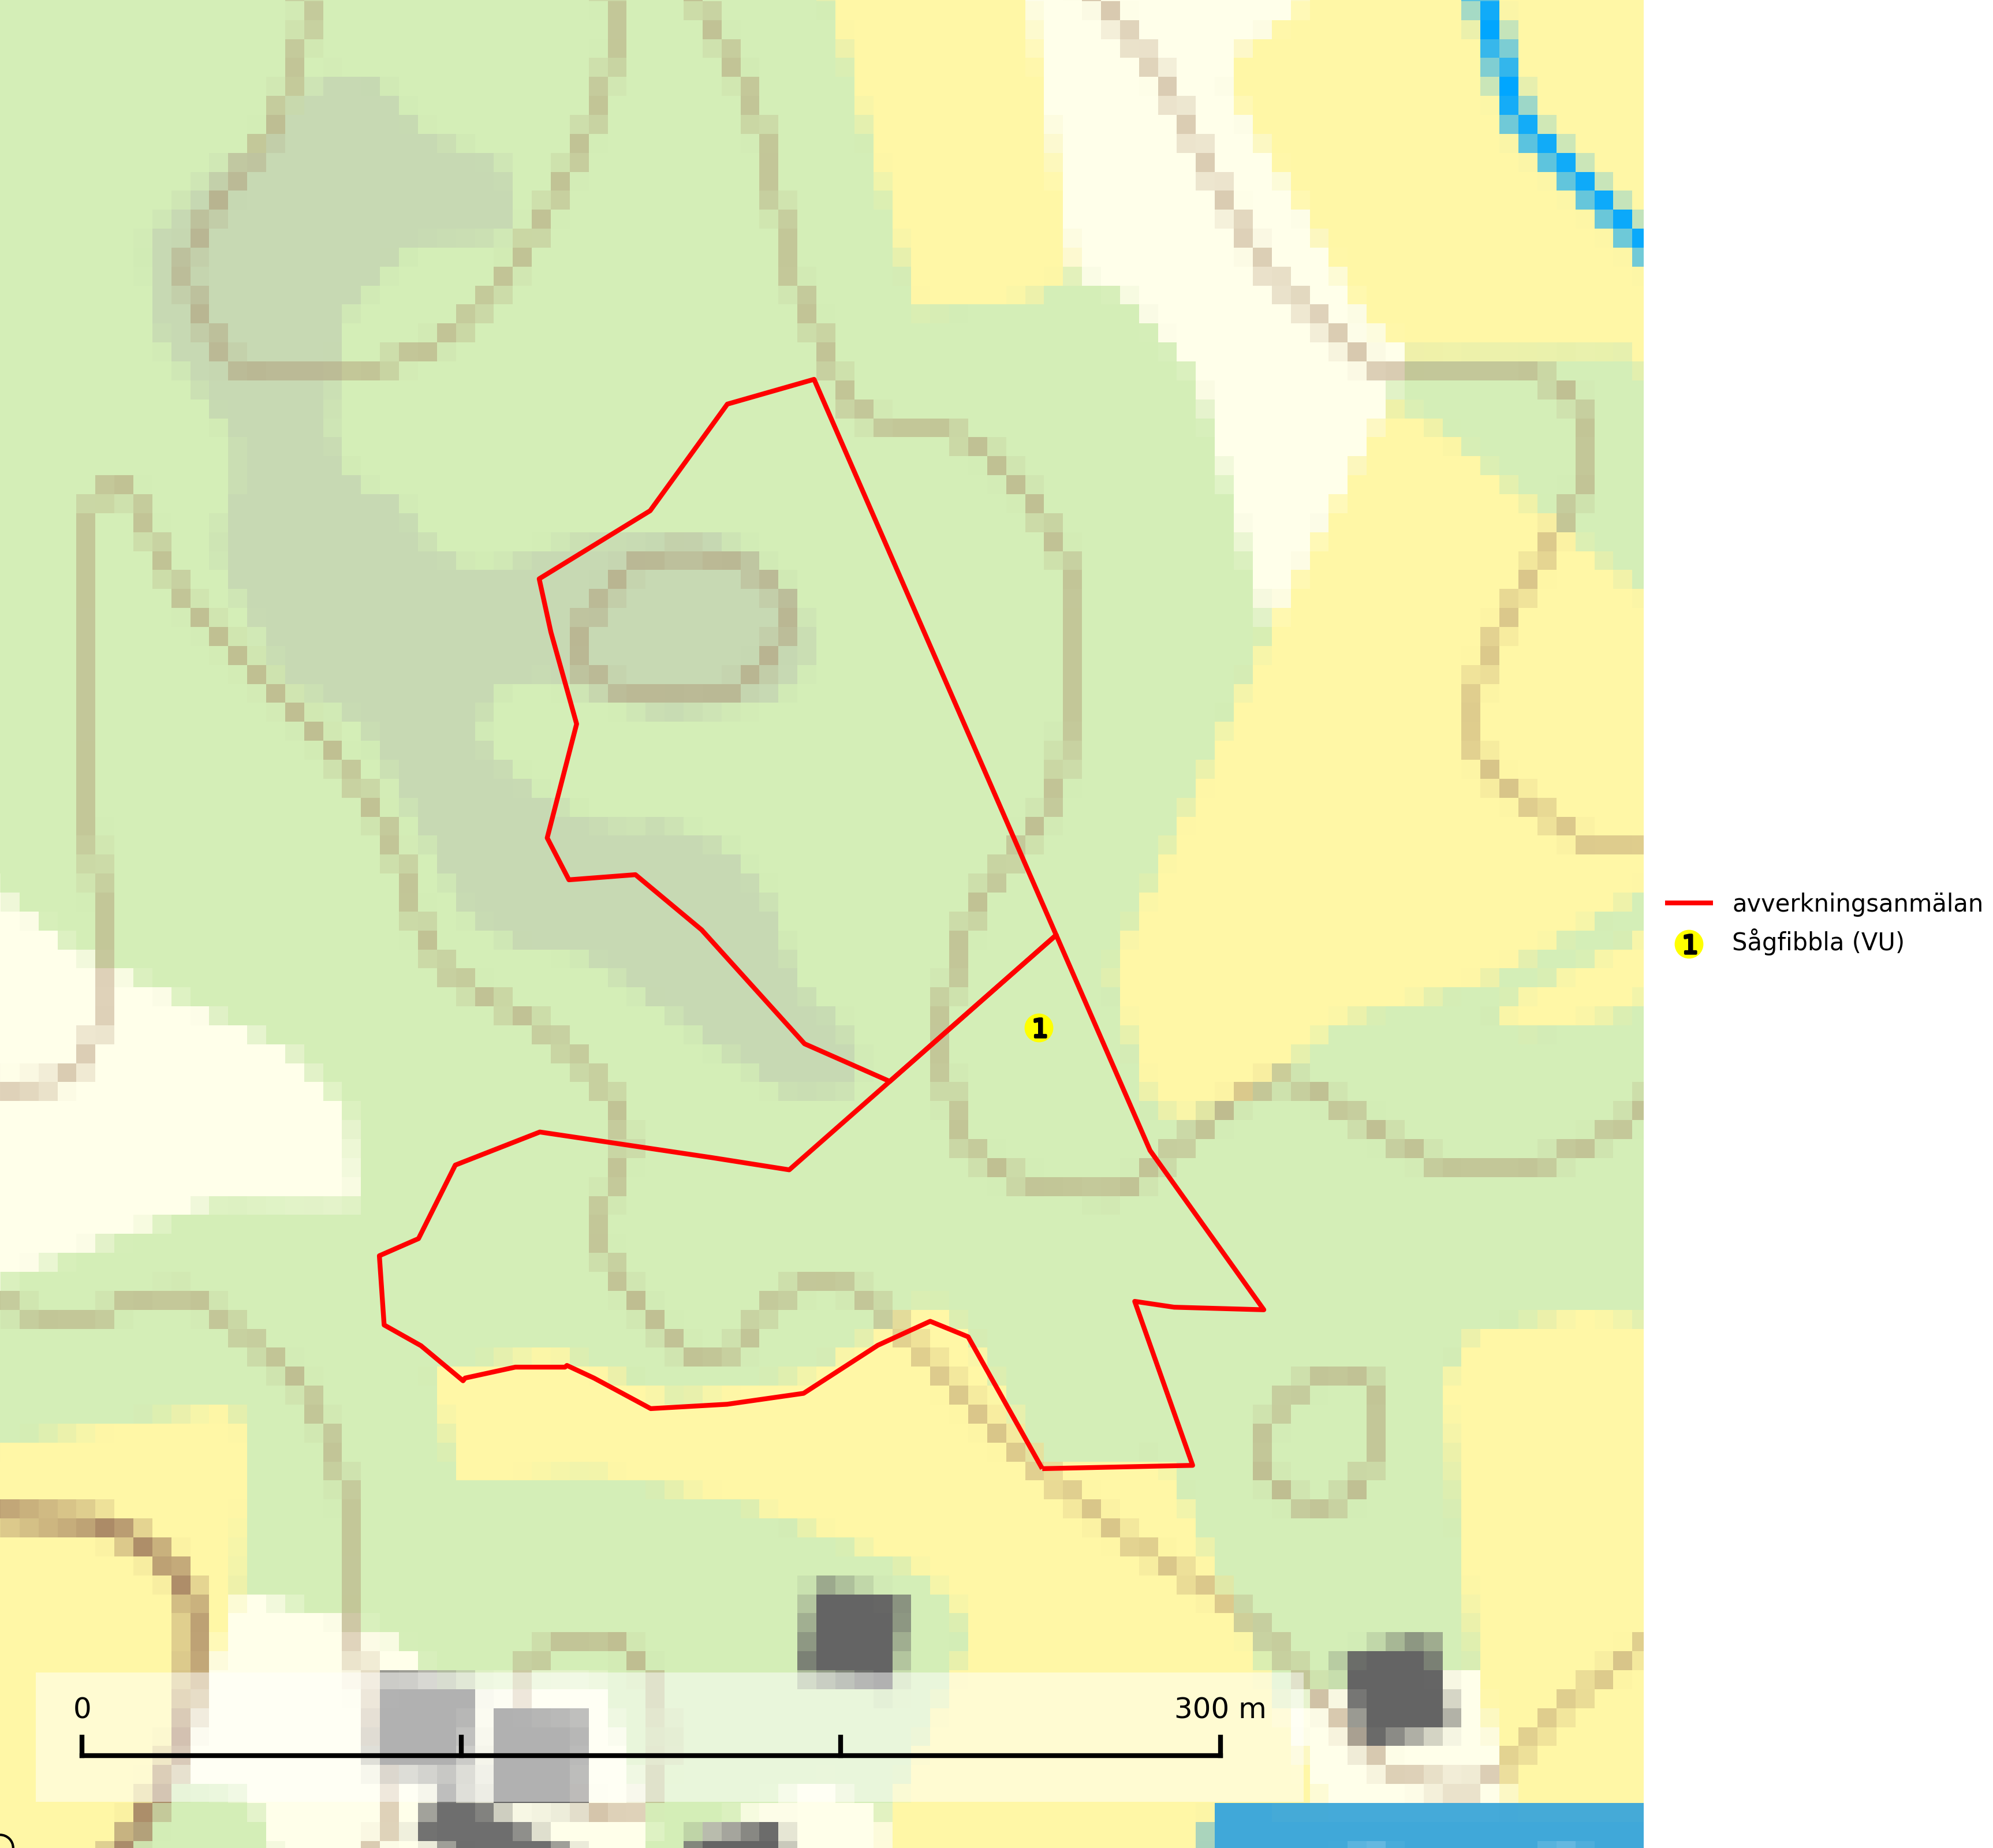 avverkningsanmälan
1 Sågfibbla (VU)
1
0 300 m